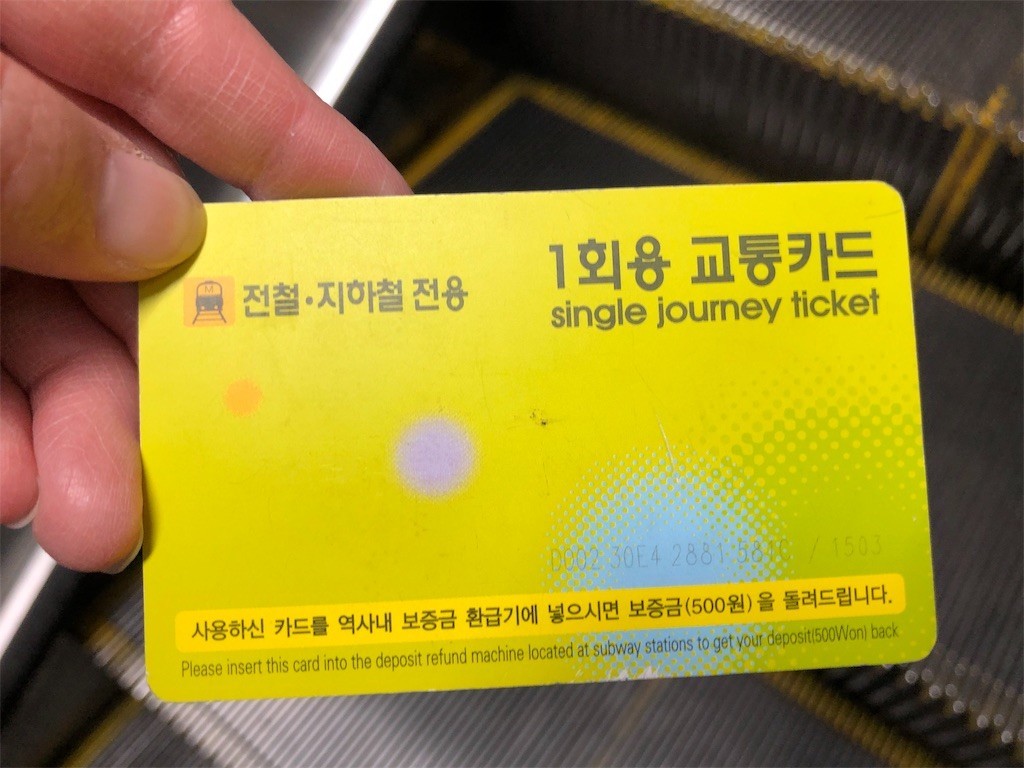 전철·지하철 전용
1회용 교통카드
single journey ticket
D002 30E4 2881 / 1503
사용하신 카드를 역사내 보증금 환급기에 넣으시면 보증금(500원)을 돌려드립니다.
Please insert this card into the deposit refund machine located at subway stations to get your deposit(500Won) back